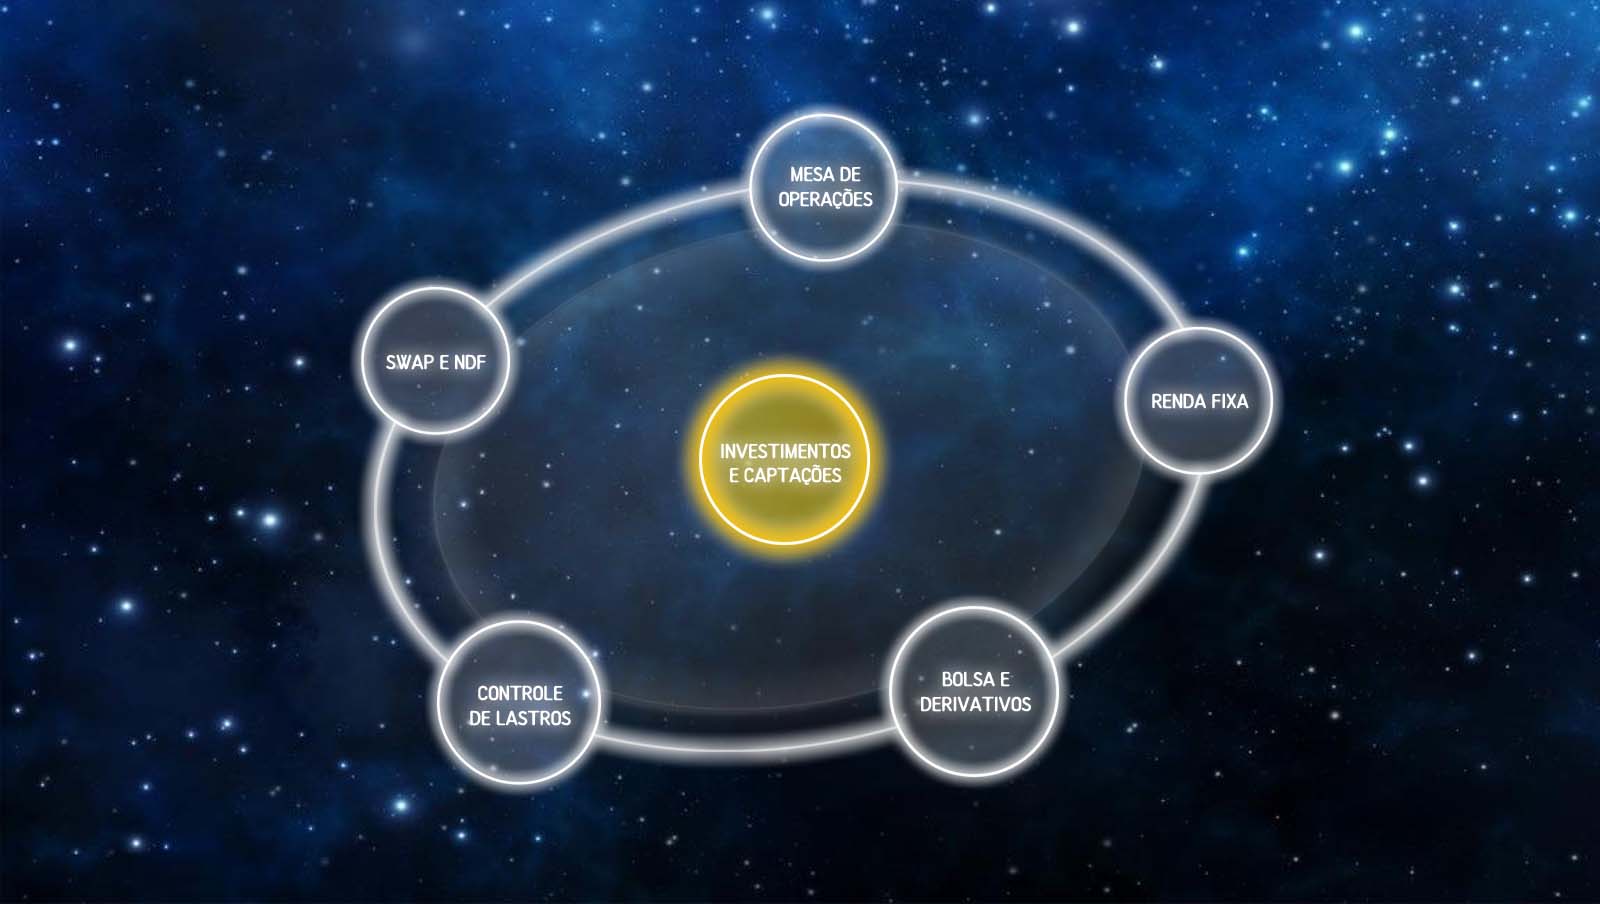 MESA DE
OPERAÇÕES
SWAP E NDF
RENDA FIXA
INVESTIMENTOS
E CAPTAÇÕES
CONTROLE
DE LASTROS
BOLSA E
DERIVATIVOS